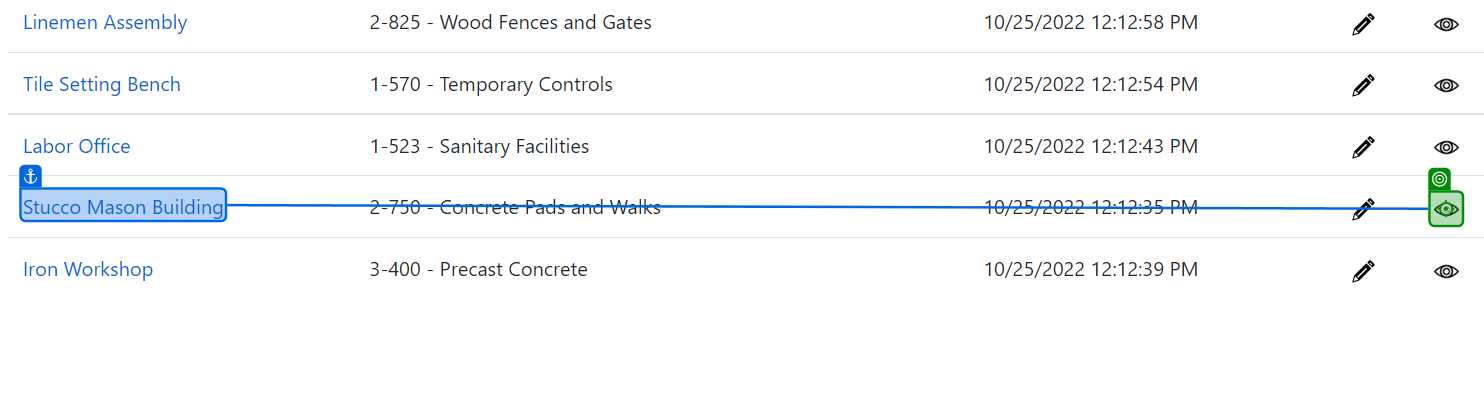 Linemen Assembly 2-825 - Wood Fences and Gates 10/25/2022 12:12:58 PM
Tile Setting Bench 1-570 - Temporary Controls 10/25/2022 12:12:54 PM
Labor Office 1-523 - Sanitary Facilities 10/25/2022 12:12:43 PM
Stucco Mason Building 2-750 - Concrete Pads and Walks 10/25/2022 12:12:35 PM
Iron Workshop 3-400 - Precast Concrete 10/25/2022 12:12:39 PM